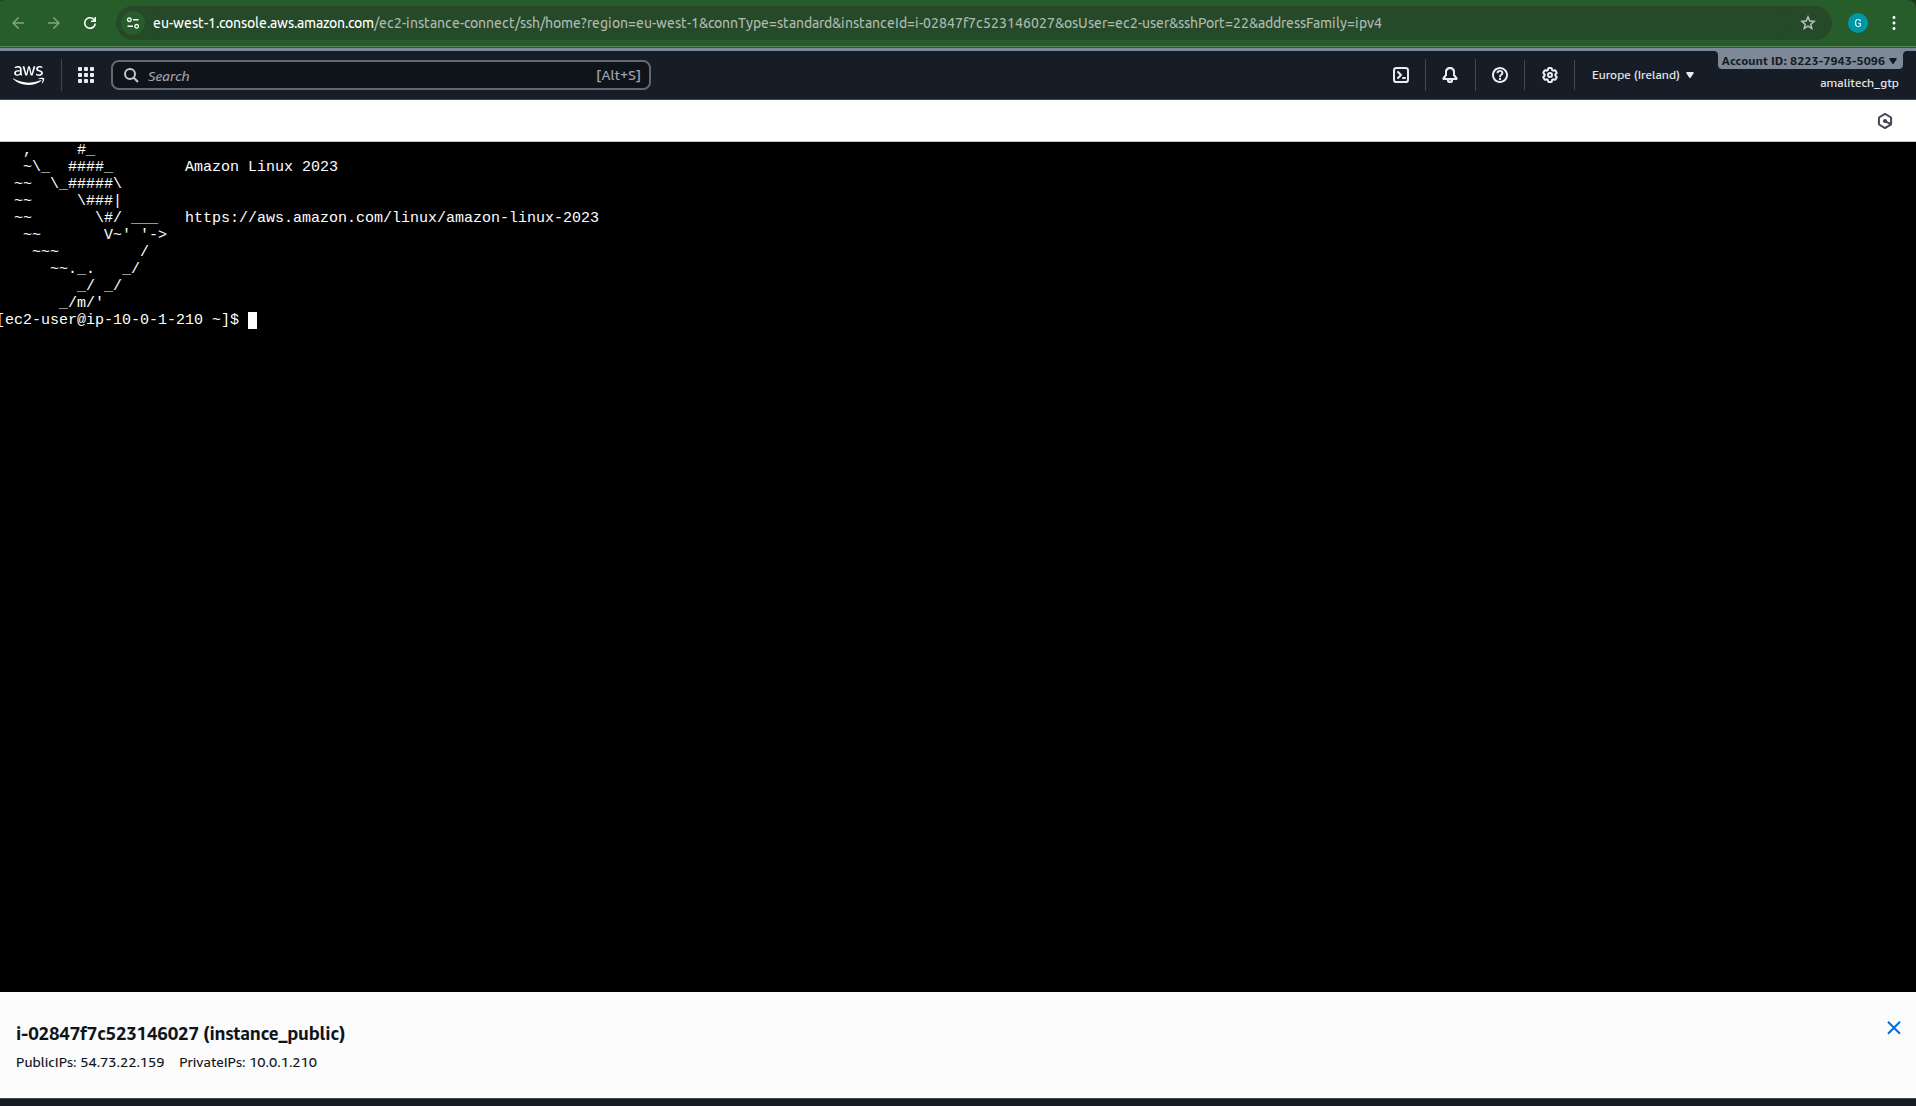 eu-west-1.console.aws.amazon.com/ec2-instance-connect/ssh/home?region=eu-west-1&connType=standard&instanceId=i-02847f7c523146027&osUser=ec2-user&sshPort=22&addressFamily=ipv4
G
aws
Search
[Alt+S]
Europe (Ireland)
Account ID: 8223-7943-5096
amalitech_gtp
   ,     #_
   ~\_  ####_        Amazon Linux 2023
  ~~  \_#####\
  ~~     \###|
  ~~       \#/ ___   https://aws.amazon.com/linux/amazon-linux-2023
   ~~       V~' '->
    ~~~         /
      ~~._.   _/
         _/ _/
       _/m/'
[ec2-user@ip-10-0-1-210 ~]$
i-02847f7c523146027 (instance_public)
PublicIPs: 54.73.22.159 PrivateIPs: 10.0.1.210